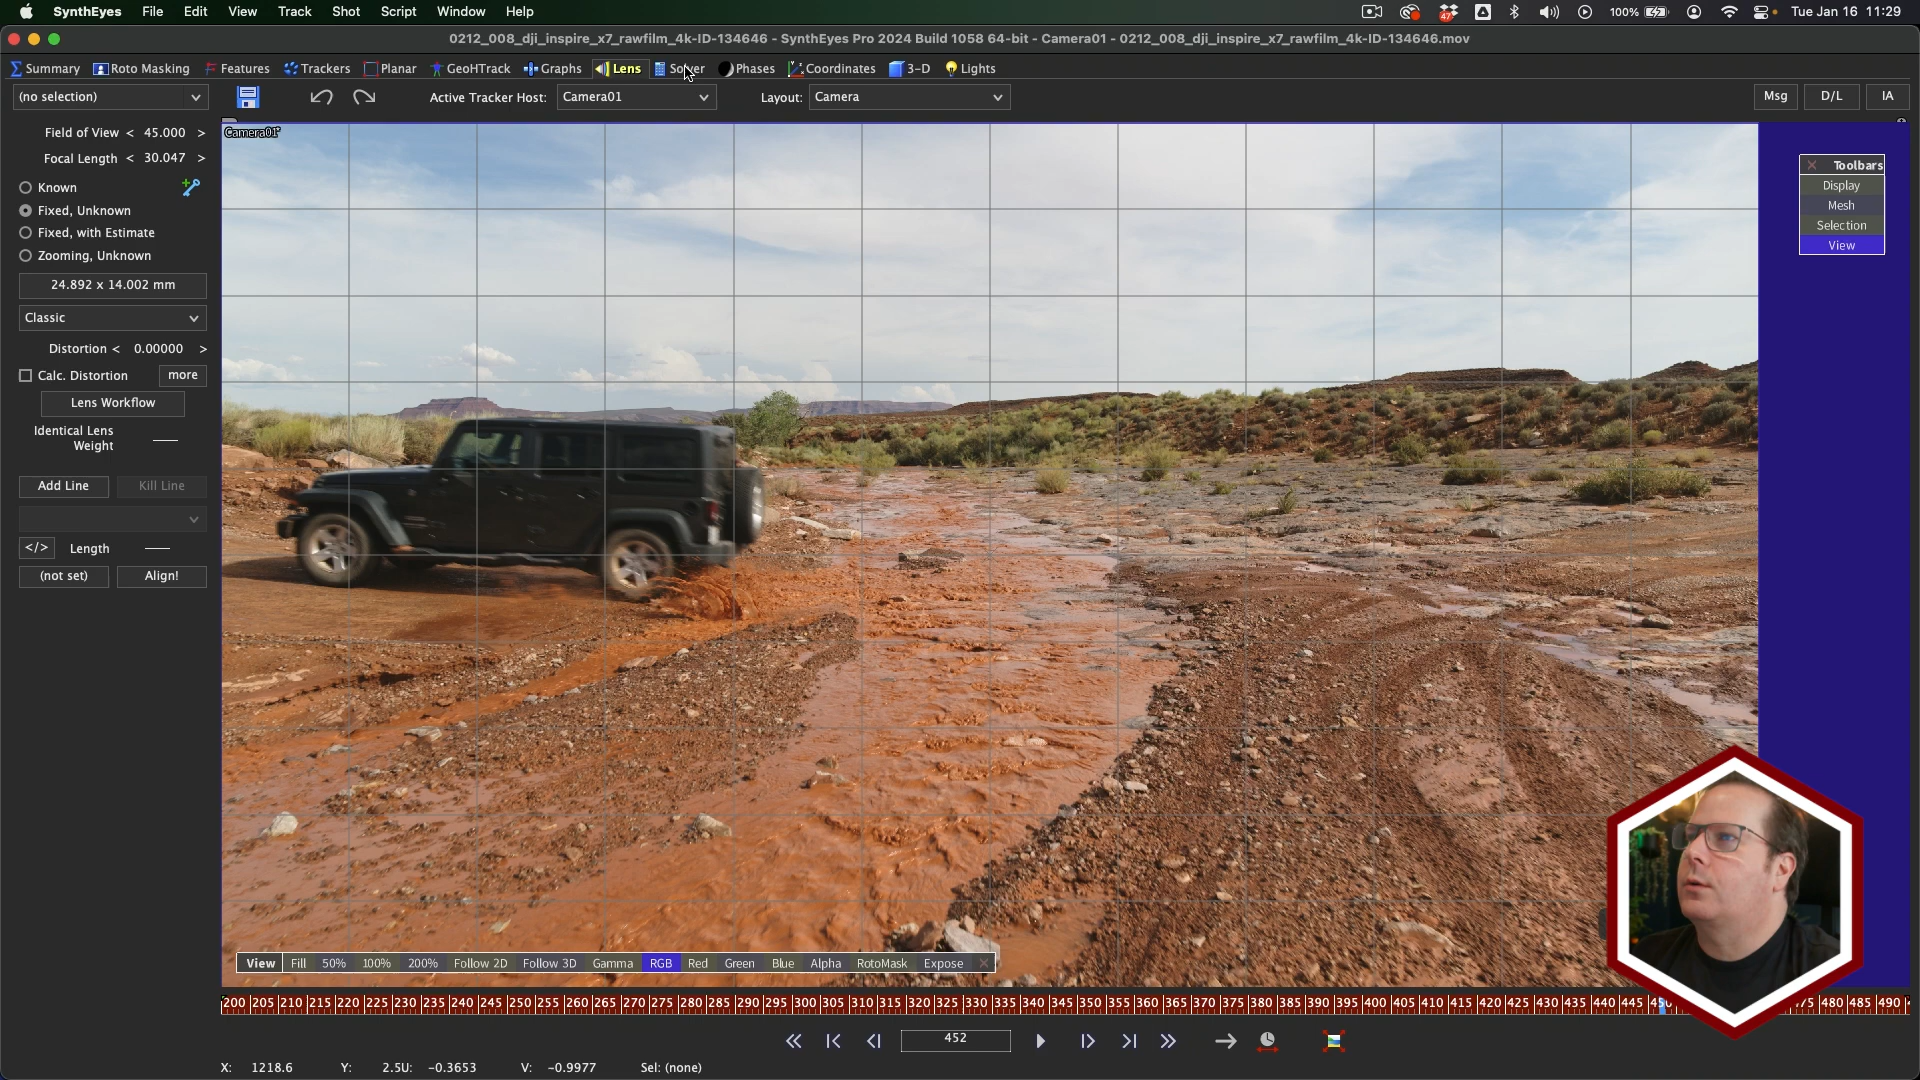 SynthEyes File Edit View Track Shot Script Window Help 47 100% Tue Jan 16 11:29
0212_008_dji_inspire_x7_rawfilm_4k-ID-134646 - SynthEyes Pro 2024 Build 1058 64-bit - Camera01 - 0212_008_dji_inspire_x7_rawfilm_4k-ID-134646.mov
Summary Roto Masking Features Trackers Planar GeoHTrack Graphs Lens Solver Phases Coordinates 3-D Lights
(no selection) Active Tracker Host: Camera01 Layout: Camera Msg D/L IA
Camera01
Field of View < 45.000 >
Focal Length < 30.047 >
Known
Fixed, Unknown
Fixed, with Estimate
Zooming, Unknown
24.892 x 14.002 mm
Classic
Distortion < 0.00000 >
Calc. Distortion more
Lens Workflow
Identical Lens
Weight
Add Line Kill Line
</> Length
(not set) Align!
Toolbars
Display
Mesh
Selection
View
View Fill 50% 100% 200% Follow 2D Follow 3D Gamma RGB Red Green Blue Alpha RotoMask Expose
200 205 210 215 220 225 230 235 240 245 250 255 260 265 270 275 280 285 290 295 300 305 310 315 320 325 330 335 340 345 350 355 360 365 370 375 380 385 390 395 400 405 410 415 420 425 430 435 440 445 480 485 490
452
X: 1218.6 Y: 2.5U: -0.3653 V: -0.9977 Sel: (none)